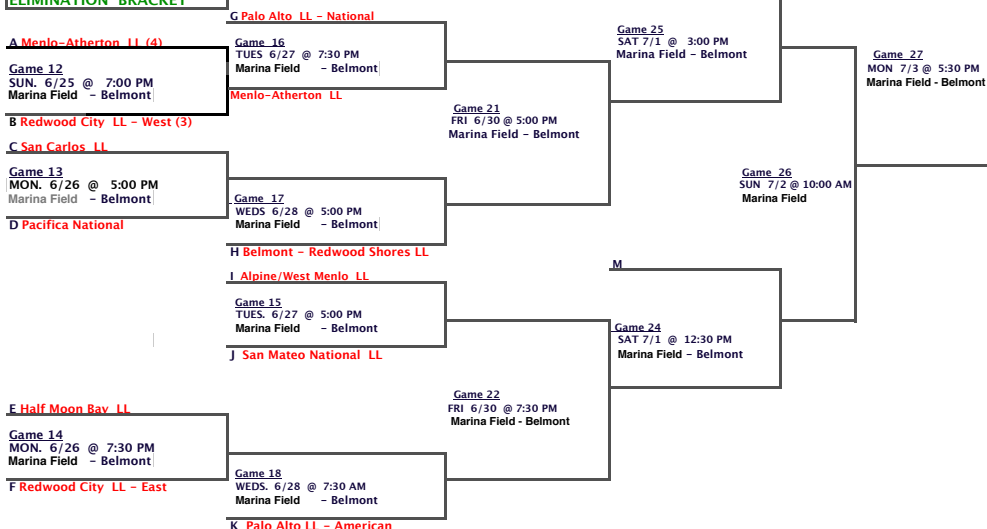 ELIMINATION BRACKET
G Palo Alto LL - National
A Menlo-Atherton LL (4)
Game 16
TUES 6/27 @ 7:30 PM
Marina Field - Belmont
Game 12
SUN. 6/25 @ 7:00 PM
Marina Field - Belmont
Menlo-Atherton LL
B Redwood City LL - West (3)
C San Carlos LL
Game 13
MON. 6/26 @ 5:00 PM
Marina Field - Belmont
D Pacifica National
Game 17
WEDS 6/28 @ 5:00 PM
Marina Field - Belmont
H Belmont - Redwood Shores LL
I Alpine/West Menlo LL
Game 15
TUES. 6/27 @ 5:00 PM
Marina Field - Belmont
J San Mateo National LL
E Half Moon Bay LL
Game 14
MON. 6/26 @ 7:30 PM
Marina Field - Belmont
F Redwood City LL - East
Game 18
WEDS. 6/28 @ 7:30 AM
Marina Field - Belmont
K Palo Alto LL - American
Game 21
FRI 6/30 @ 5:00 PM
Marina Field - Belmont
Game 22
FRI 6/30 @ 7:30 PM
Marina Field - Belmont
Game 25
SAT 7/1 @ 3:00 PM
Marina Field - Belmont
M
Game 24
SAT 7/1 @ 12:30 PM
Marina Field - Belmont
Game 26
SUN 7/2 @ 10:00 AM
Marina Field
Game 27
MON 7/3 @ 5:30 PM
Marina Field - Belmont